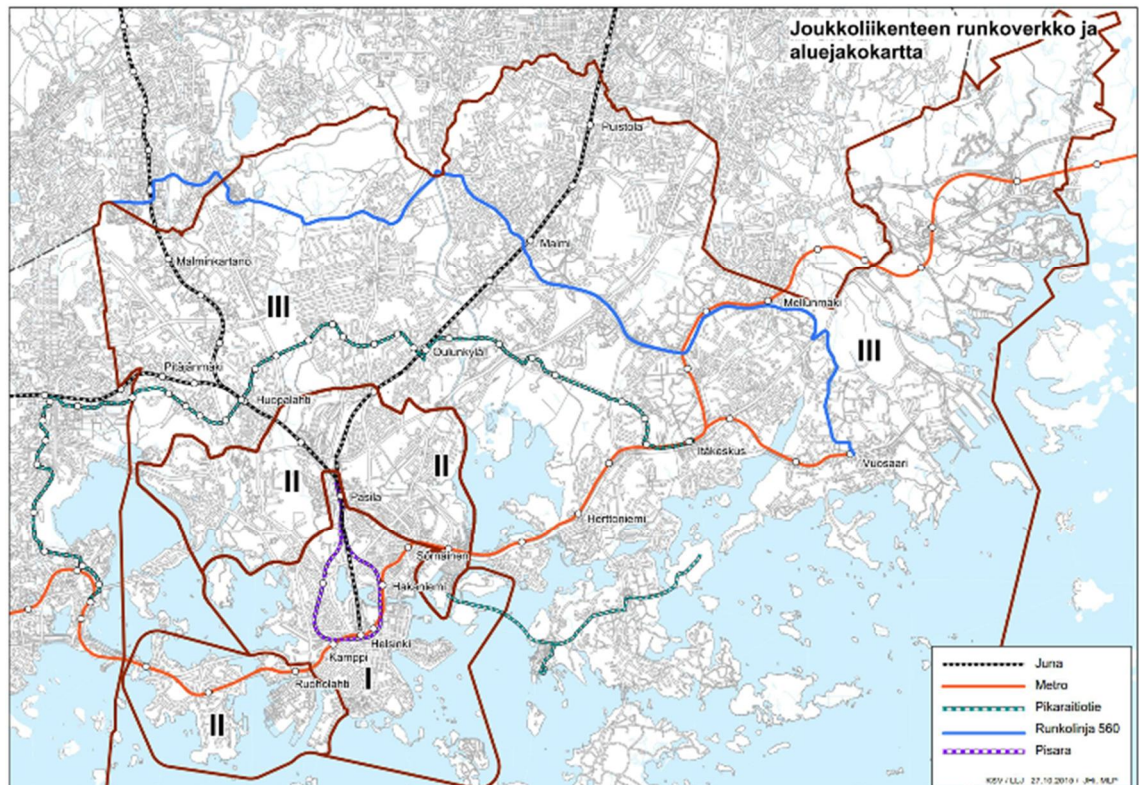 Joukkoliikenteen runkoverkko ja
aluejakokartta
Puistola
Malmi
Malminkartano
III
Mellunmäki
Oulunkylä
III
Pitäjänmäki
Huopalahti
Itäkeskus
Vuosaari
II
II
Pasila
Herttoniemi
Sörnäinen
Hakaniemi
Helsinki
Kamppi
Ruoholahti
I
II
Juna
Metro
Pikaraitiotie
Runkolinja 560
Pisara